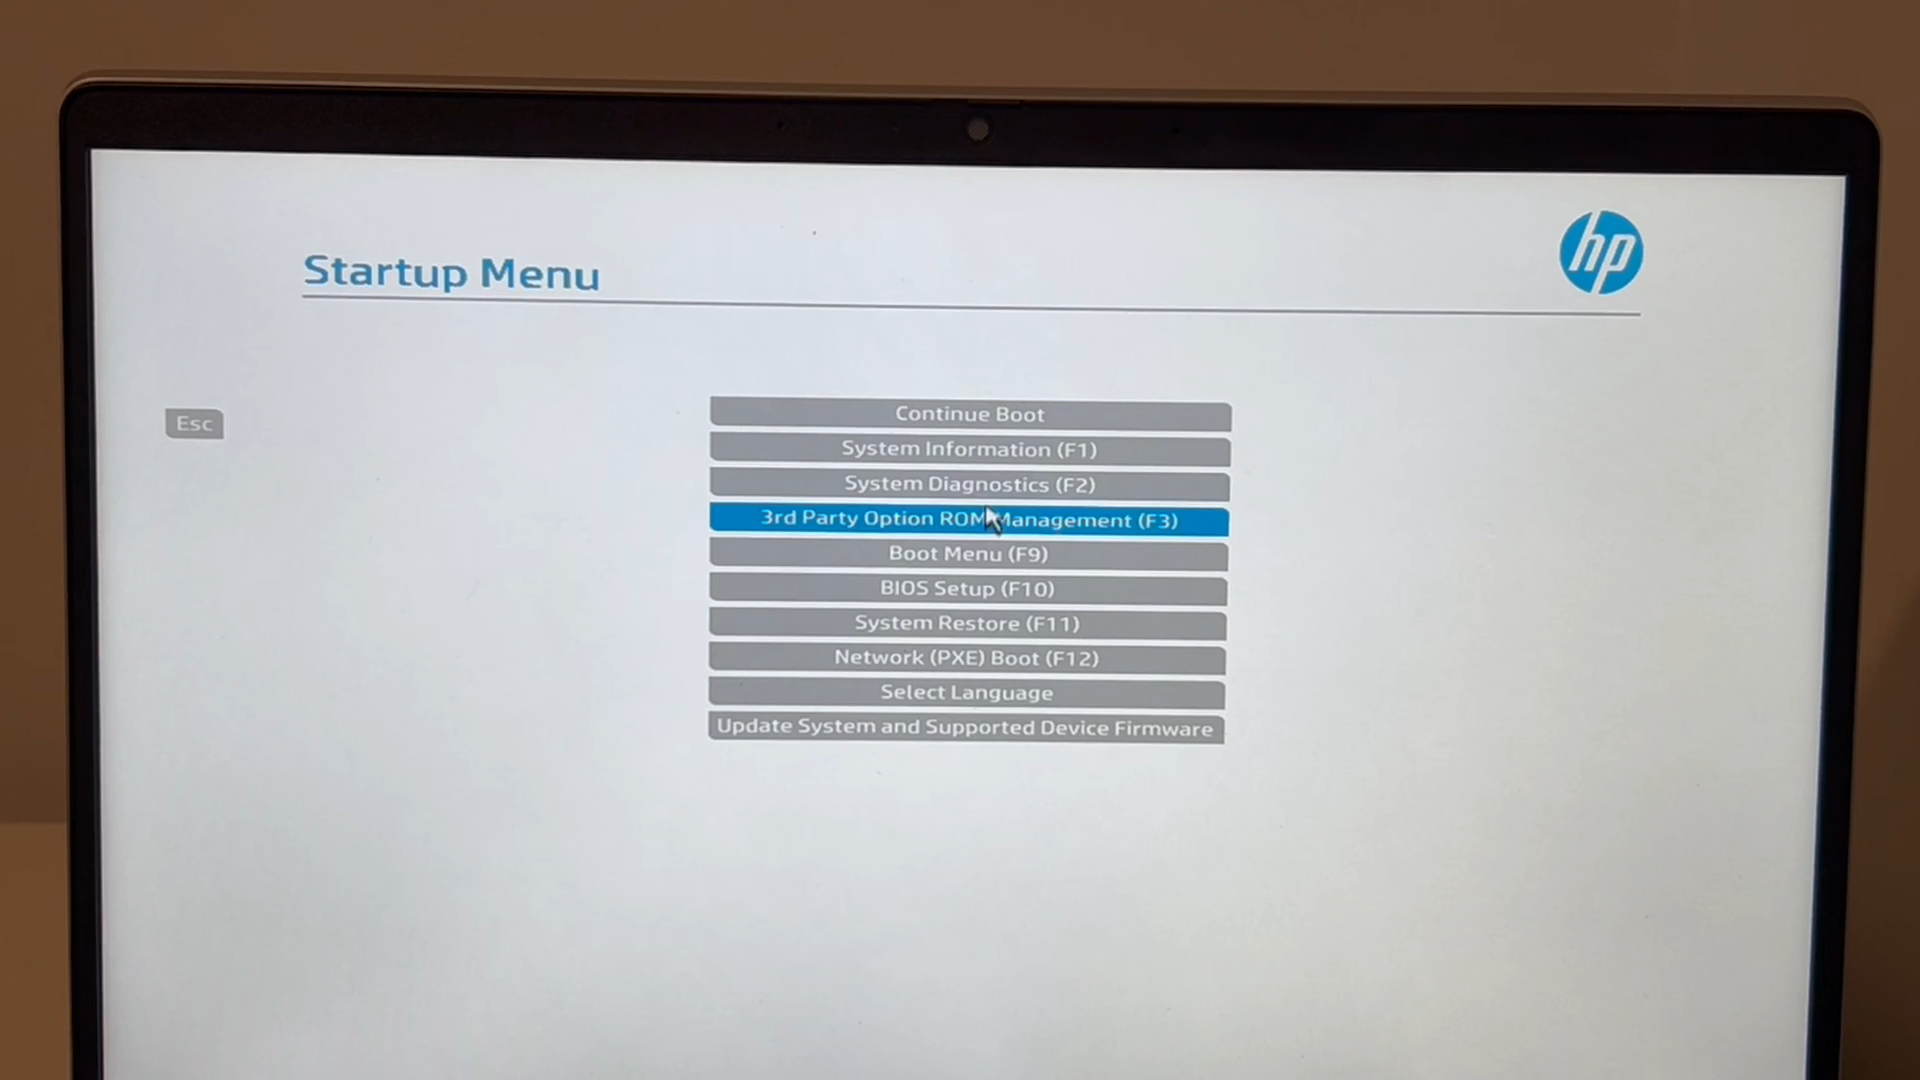 hp
Startup Menu
Esc
Continue Boot
System Information (F1)
System Diagnostics (F2)
3rd Party Option ROM Management (F3)
Boot Menu (F9)
BIOS Setup (F10)
System Restore (F11)
Network (PXE) Boot (F12)
Select Language
Update System and Supported Device Firmware